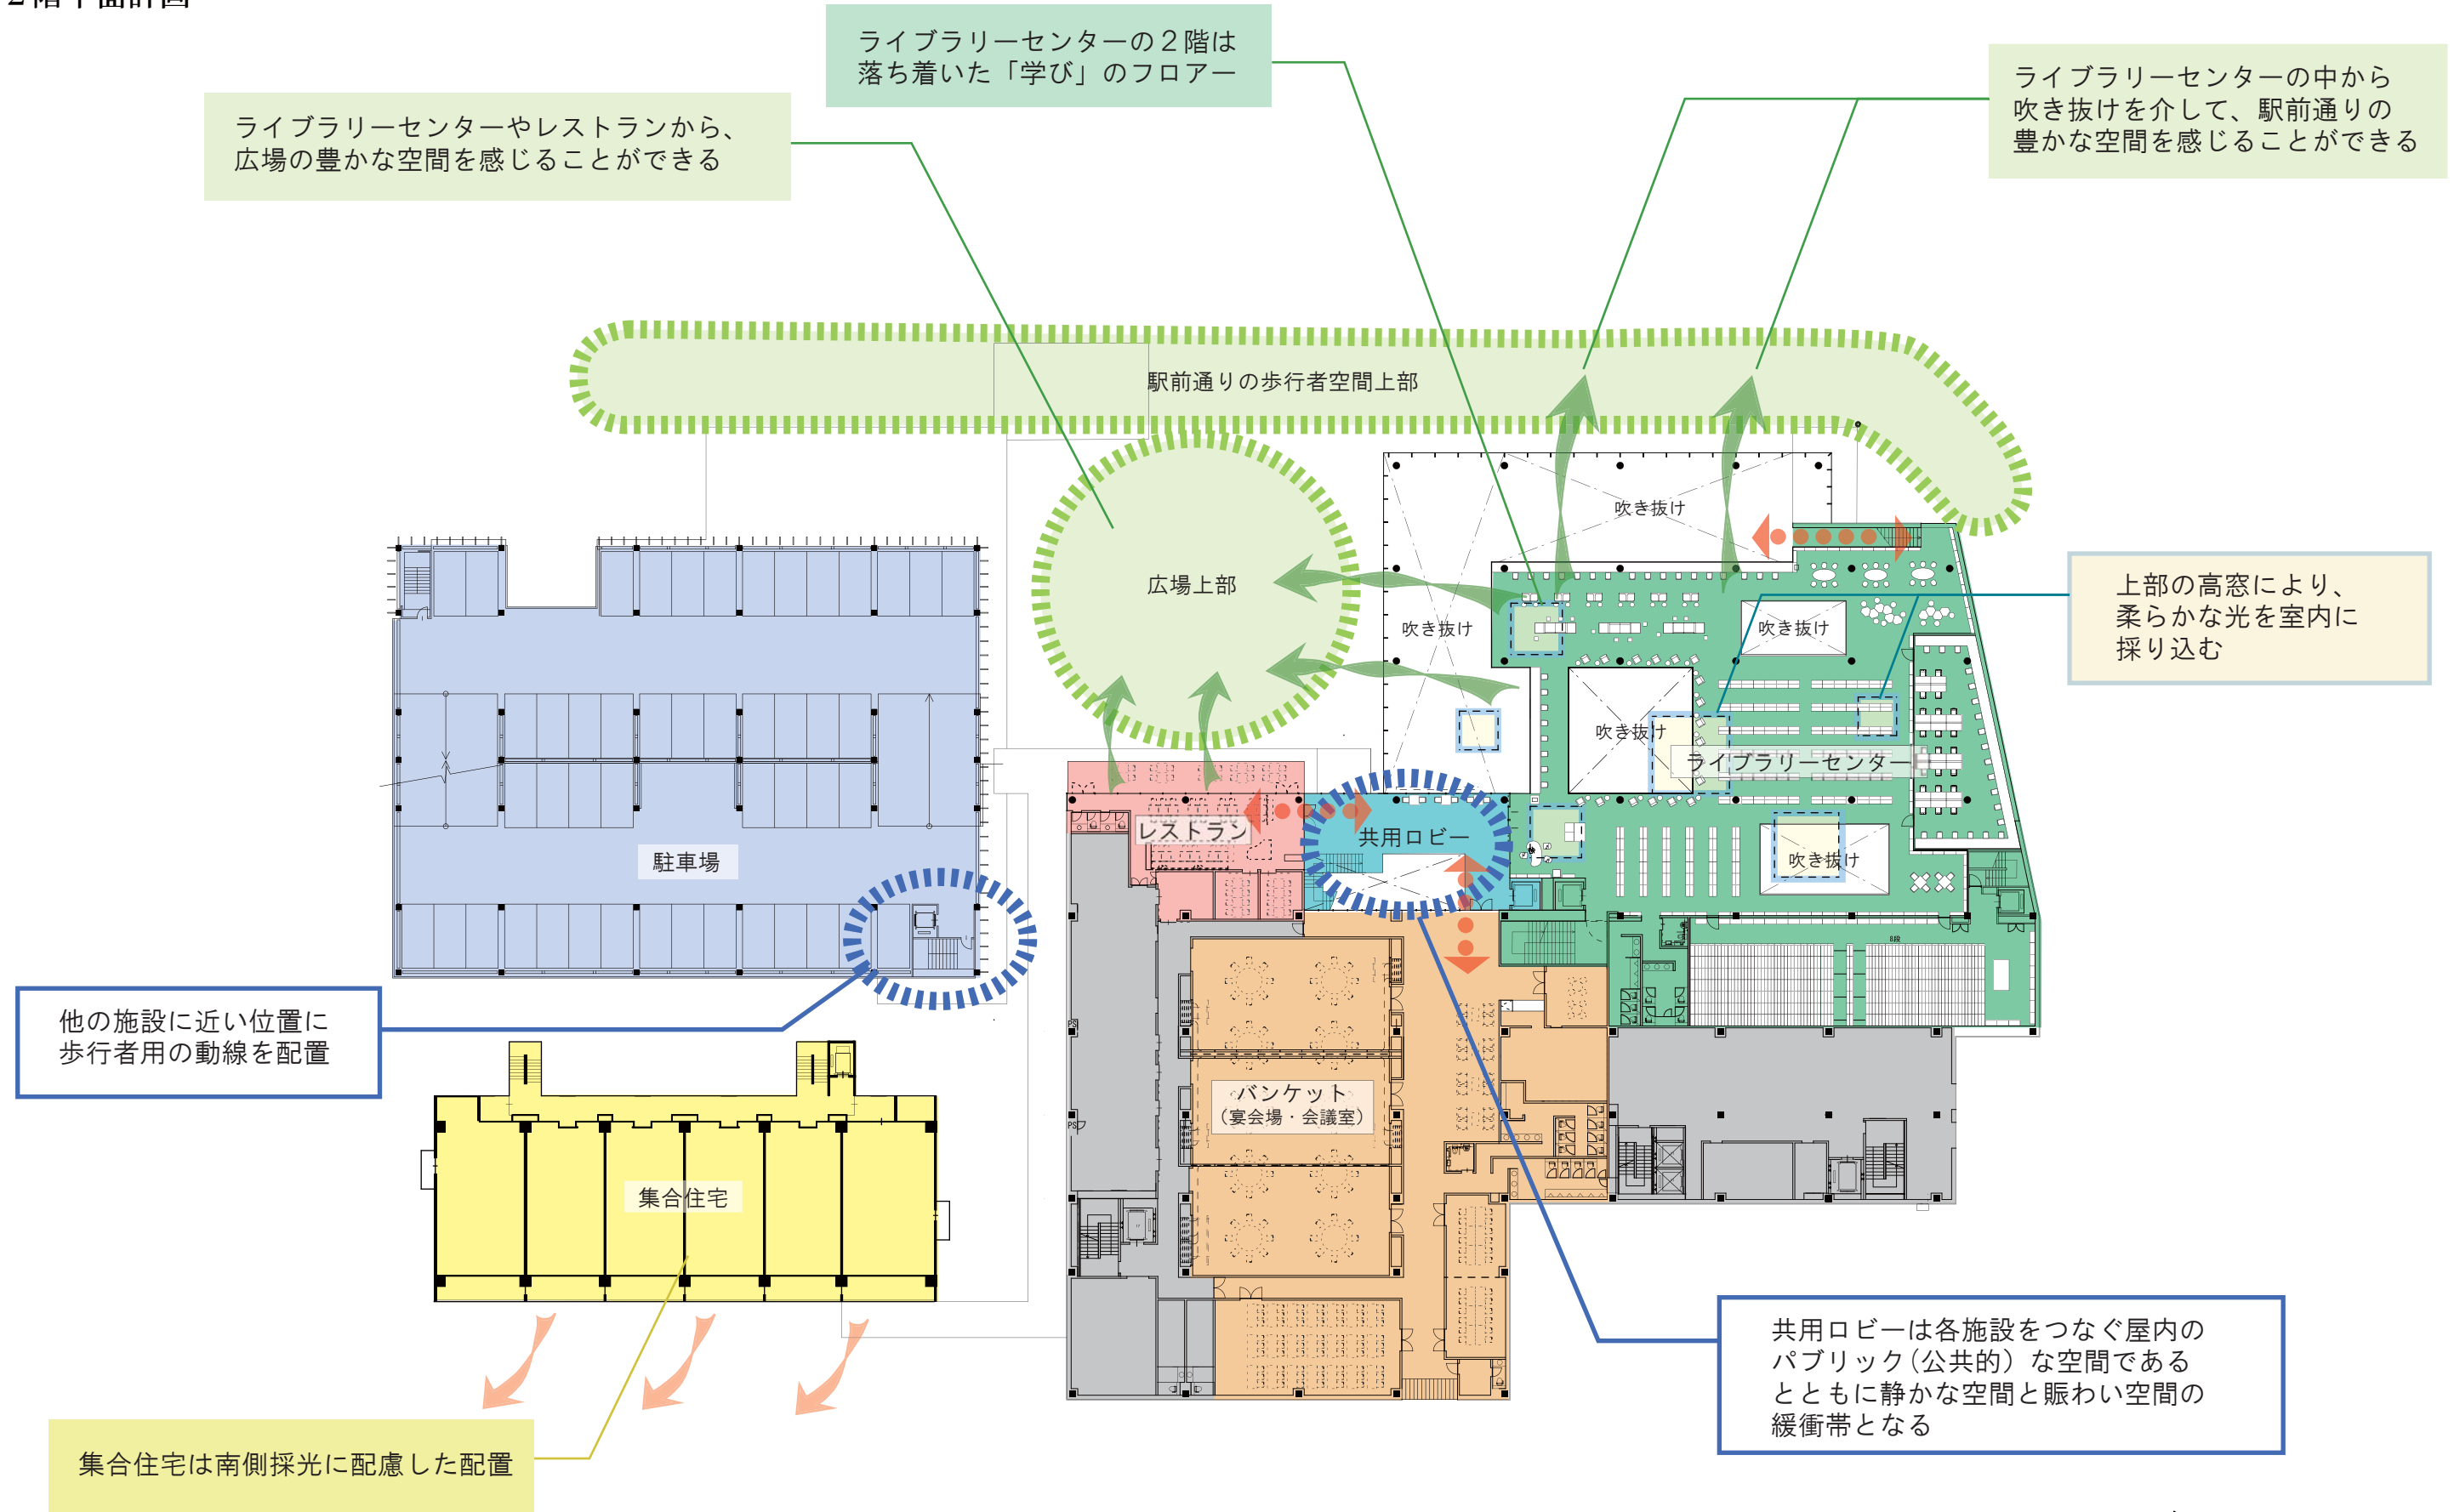 ２階平面計画
ライブラリーセンターの２階は
落ち着いた「学び」のフロアー
ライブラリーセンターの中から
吹き抜けを介して、駅前通りの
豊かな空間を感じることができる
ライブラリーセンターやレストランから、
広場の豊かな空間を感じることができる
駅前通りの歩行者空間上部
吹き抜け
広場上部
吹き抜け
吹き抜け
上部の高窓により、
柔らかな光を室内に
採り込む
吹き抜け
ライブラリーセンター
レストラン
共用ロビー
駐車場
吹き抜け
他の施設に近い位置に
歩行者用の動線を配置
PS
バンケット
（宴会場・会議室）
PS
集合住宅
共用ロビーは各施設をつなぐ屋内の
パブリック（公共的）な空間である
とともに静かな空間と賑わい空間の
緩衝帯となる
集合住宅は南側採光に配慮した配置